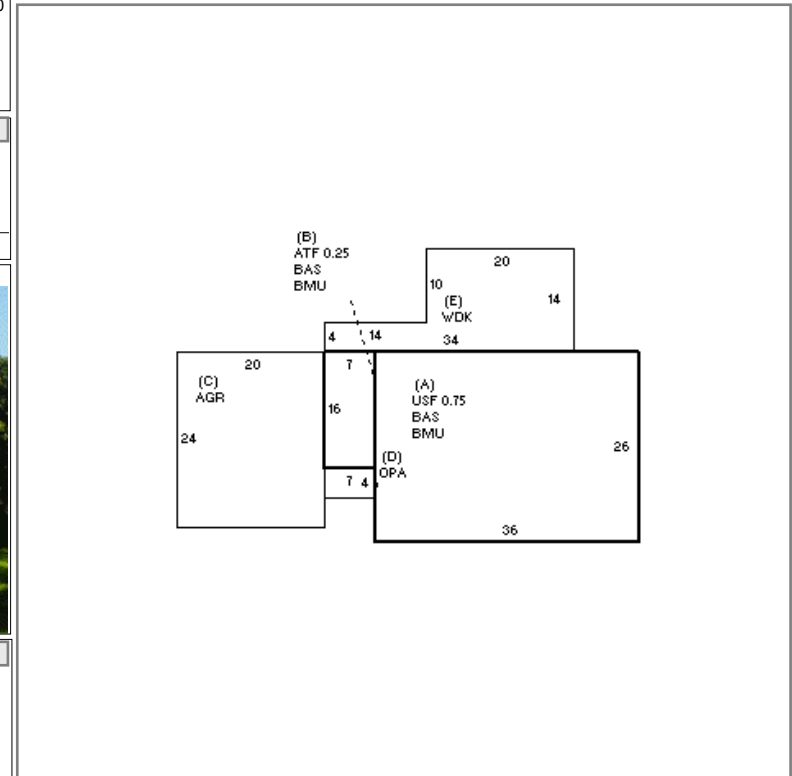 (B)
ATF 0.25
BAS
BMU
20
10
14
(E)
WDK
4
14
34
20
7
(C)
AGR
(A)
USF 0.75
BAS
BMU
16
24
26
(D)
OPA
7
4
36